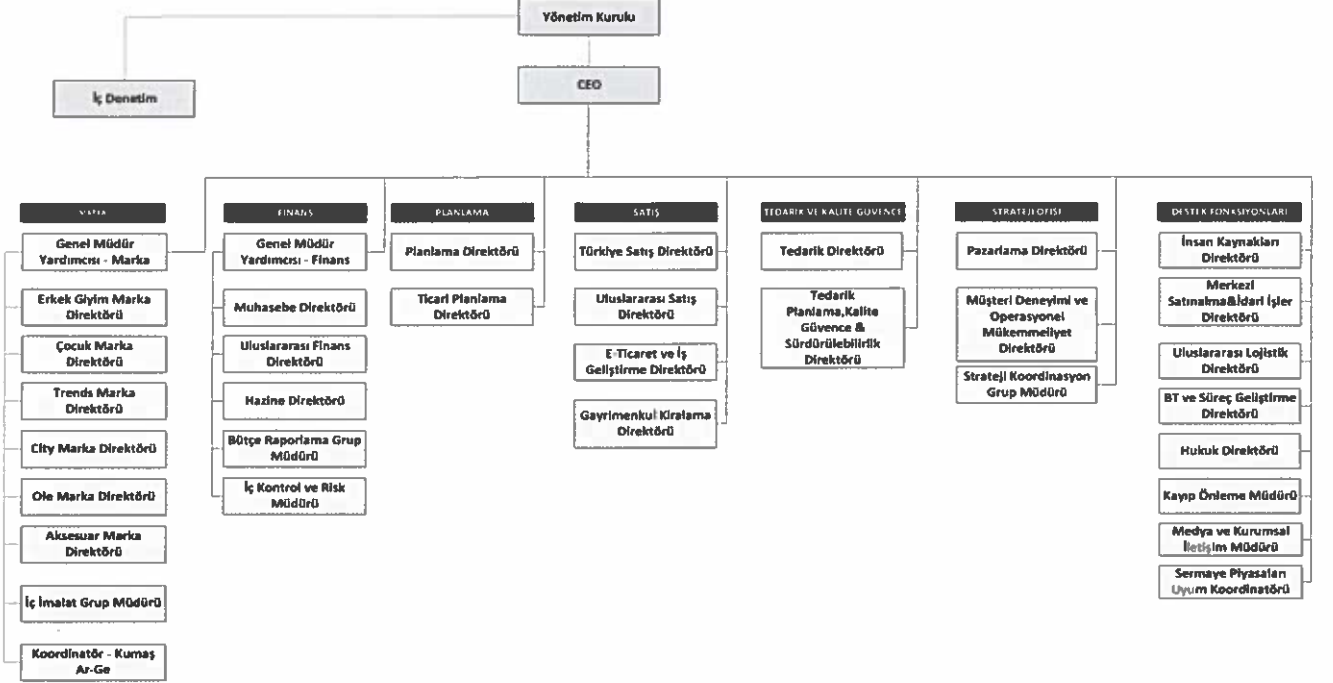 Yönetim Kurulu
İç Denetim
CEO
MARKA
Genel Müdür
Yardımcısı - Marka
Erkek Giyim Marka
Direktörü
Çocuk Marka
Direktörü
Trends Marka
Direktörü
City Marka Direktörü
Ole Marka Direktörü
Aksesuar Marka
Direktörü
İç İmalat Grup Müdürü
Koordinatör - Kumaş
Ar-Ge
FİNANS
Genel Müdür
Yardımcısı - Finans
Muhasebe Direktörü
Uluslararası Finans
Direktörü
Hazine Direktörü
Bütçe Raporlama Grup
Müdürü
İç Kontrol ve Risk
Müdürü
PLANLAMA
Planlama Direktörü
Ticari Planlama
Direktörü
SATIŞ
Türkiye Satış Direktörü
Uluslararası Satış
Direktörü
E-Ticaret ve İş
Geliştirme Direktörü
Gayrimenkul Kiralama
Direktörü
TEDARİK VE KALİTE GÜVENCE
Tedarik Direktörü
Tedarik
Planlama,Kalite
Güvence &
Sürdürülebilirlik
Direktörü
STRATEJİ OFİSİ
Pazarlama Direktörü
Müşteri Deneyimi ve
Operasyonel
Mükemmeliyet
Direktörü
Strateji Koordinasyon
Grup Müdürü
DESTEK FONKSİYONLARI
İnsan Kaynakları
Direktörü
Merkezi
Satınalma&İdari İşler
Direktörü
Uluslararası Lojistik
Direktörü
BT ve Süreç Geliştirme
Direktörü
Hukuk Direktörü
Kayıp Önleme Müdürü
Medya ve Kurumsal
İletişim Müdürü
Sermaye Piyasaları
Uyum Koordinatörü